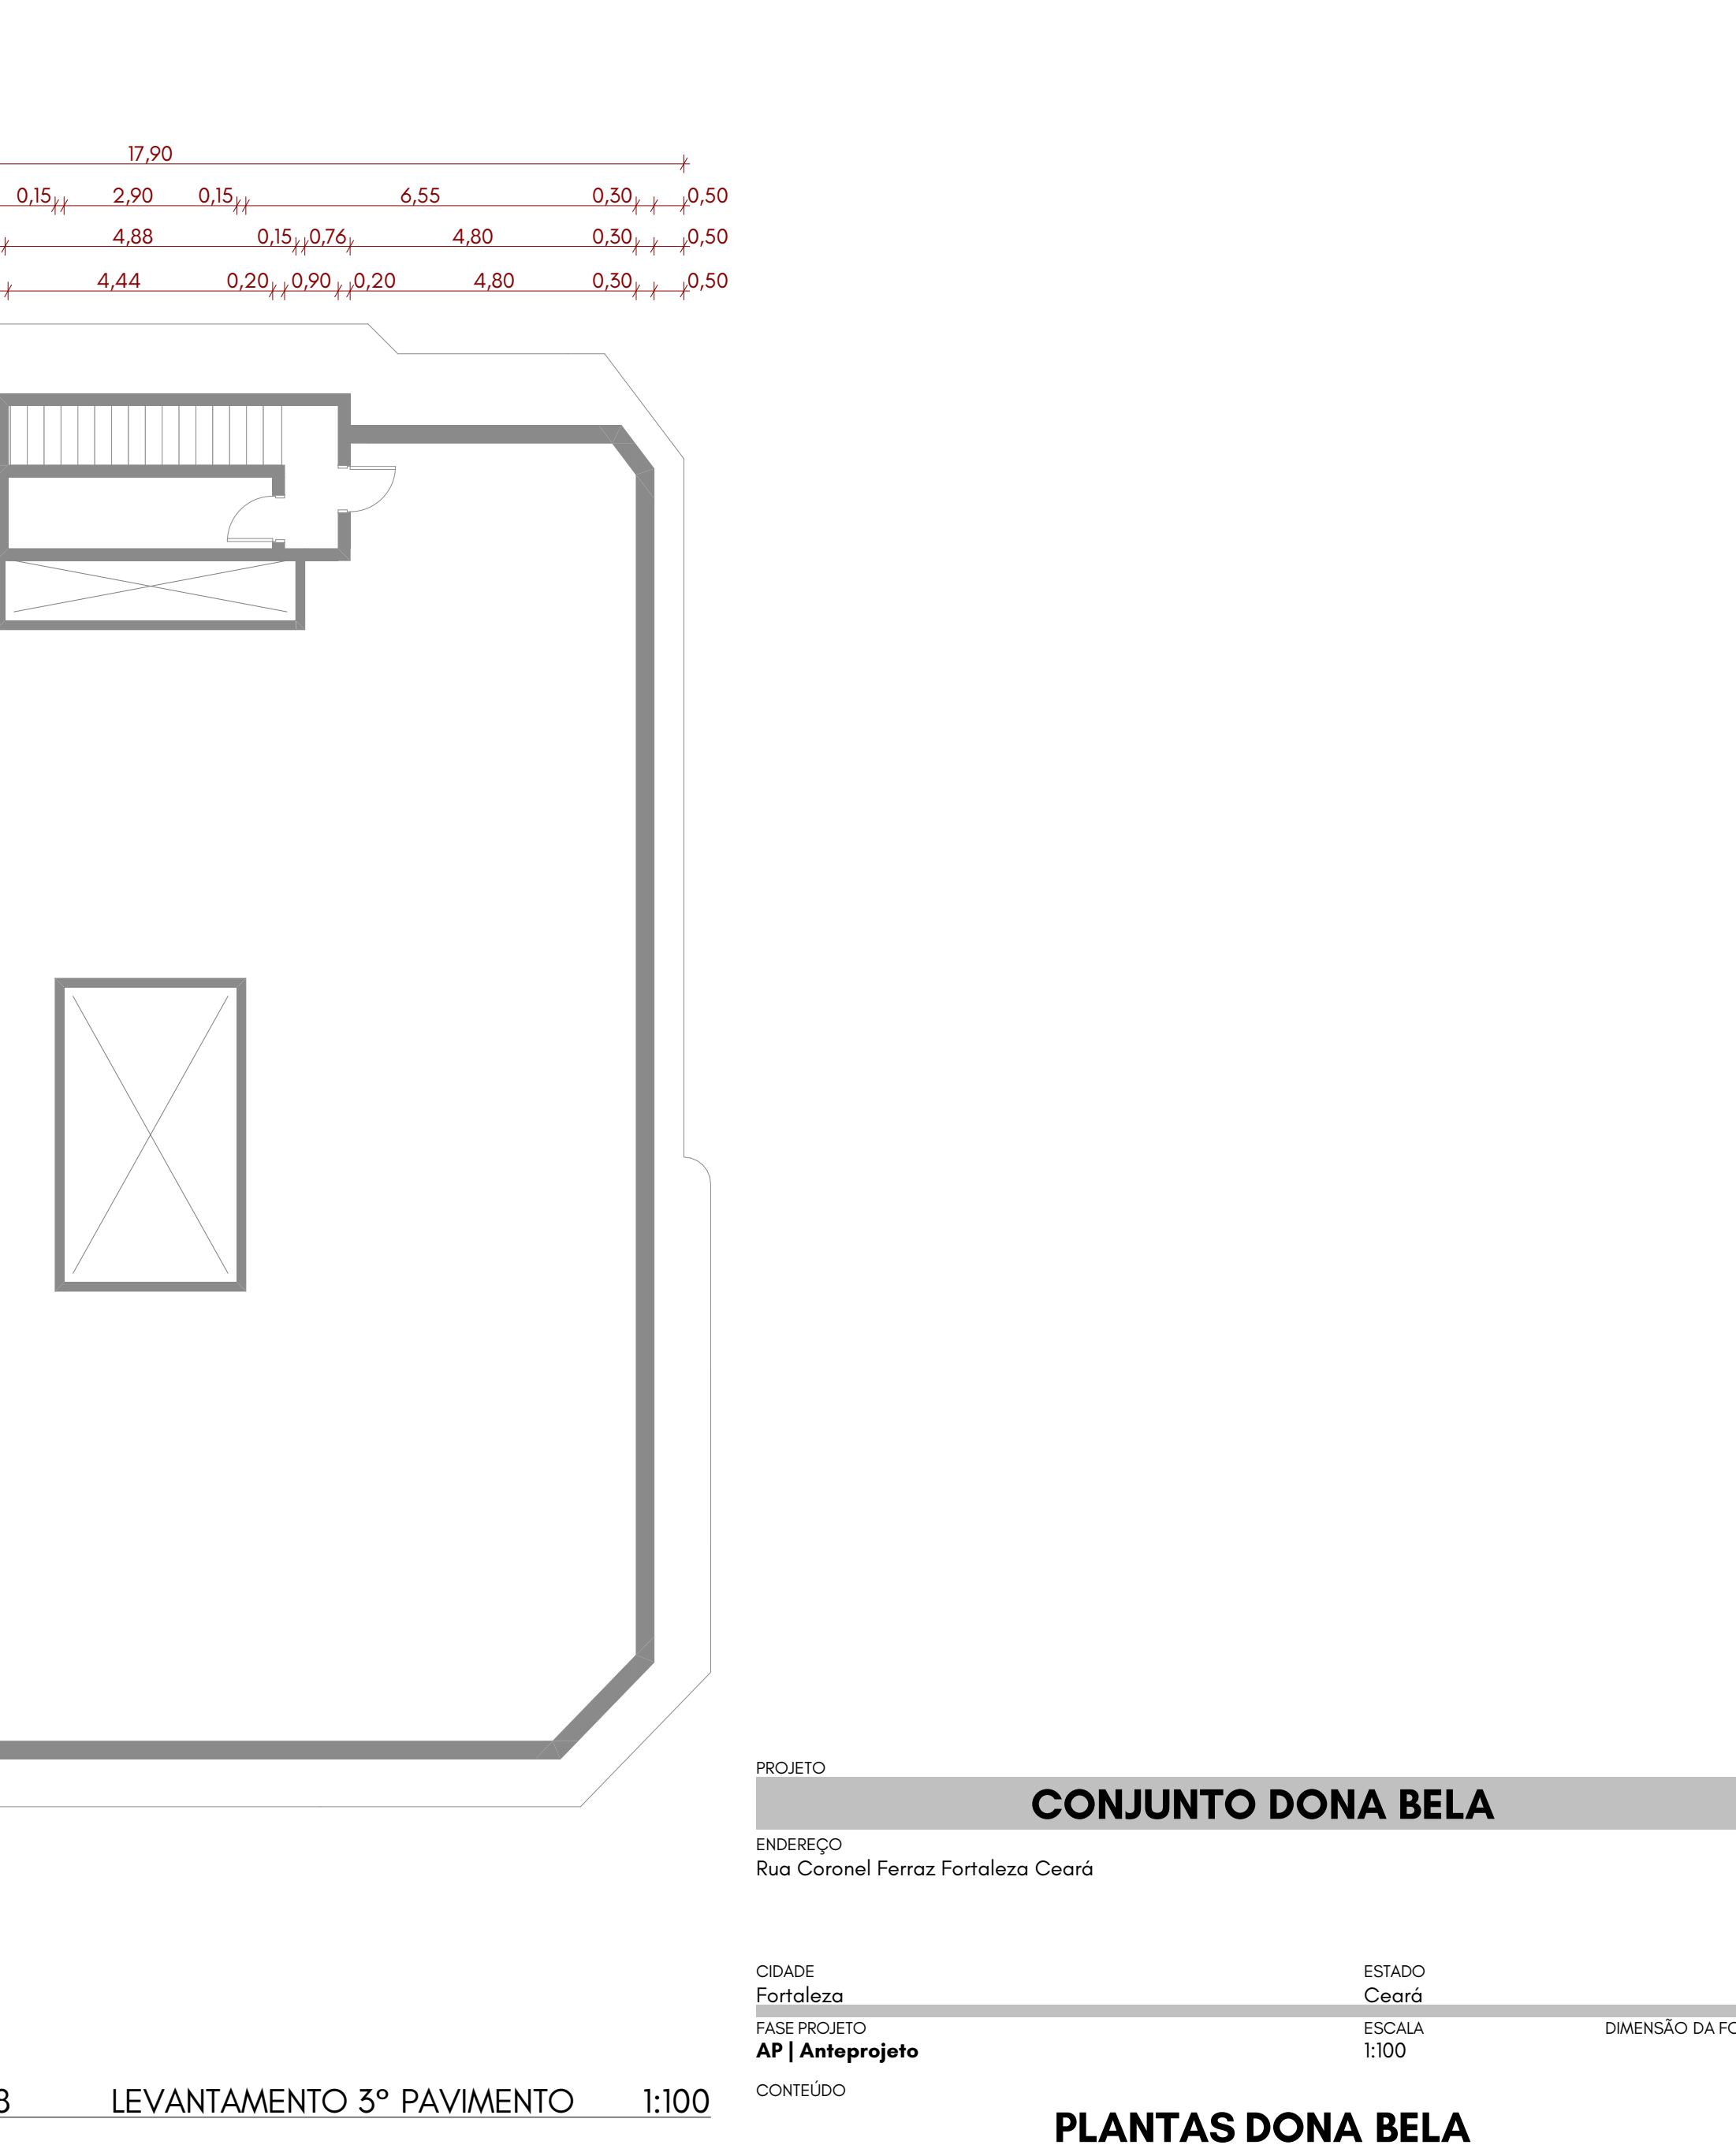 17,90
0,15 2,90 0,15 6,55 0,30 0,50
4,88 0,15 0,76 4,80 0,30 0,50
4,44 0,20 0,90 0,20 4,80 0,30 0,50
PROJETO
CONJUNTO DONA BELA
ENDEREÇO
Rua Coronel Ferraz Fortaleza Ceará
CIDADE ESTADO
Fortaleza Ceará
FASE PROJETO ESCALA DIMENSÃO DA
AP | Anteprojeto 1:100
CONTEÚDO
LEVANTAMENTO 3º PAVIMENTO 1:100
PLANTAS DONA BELA